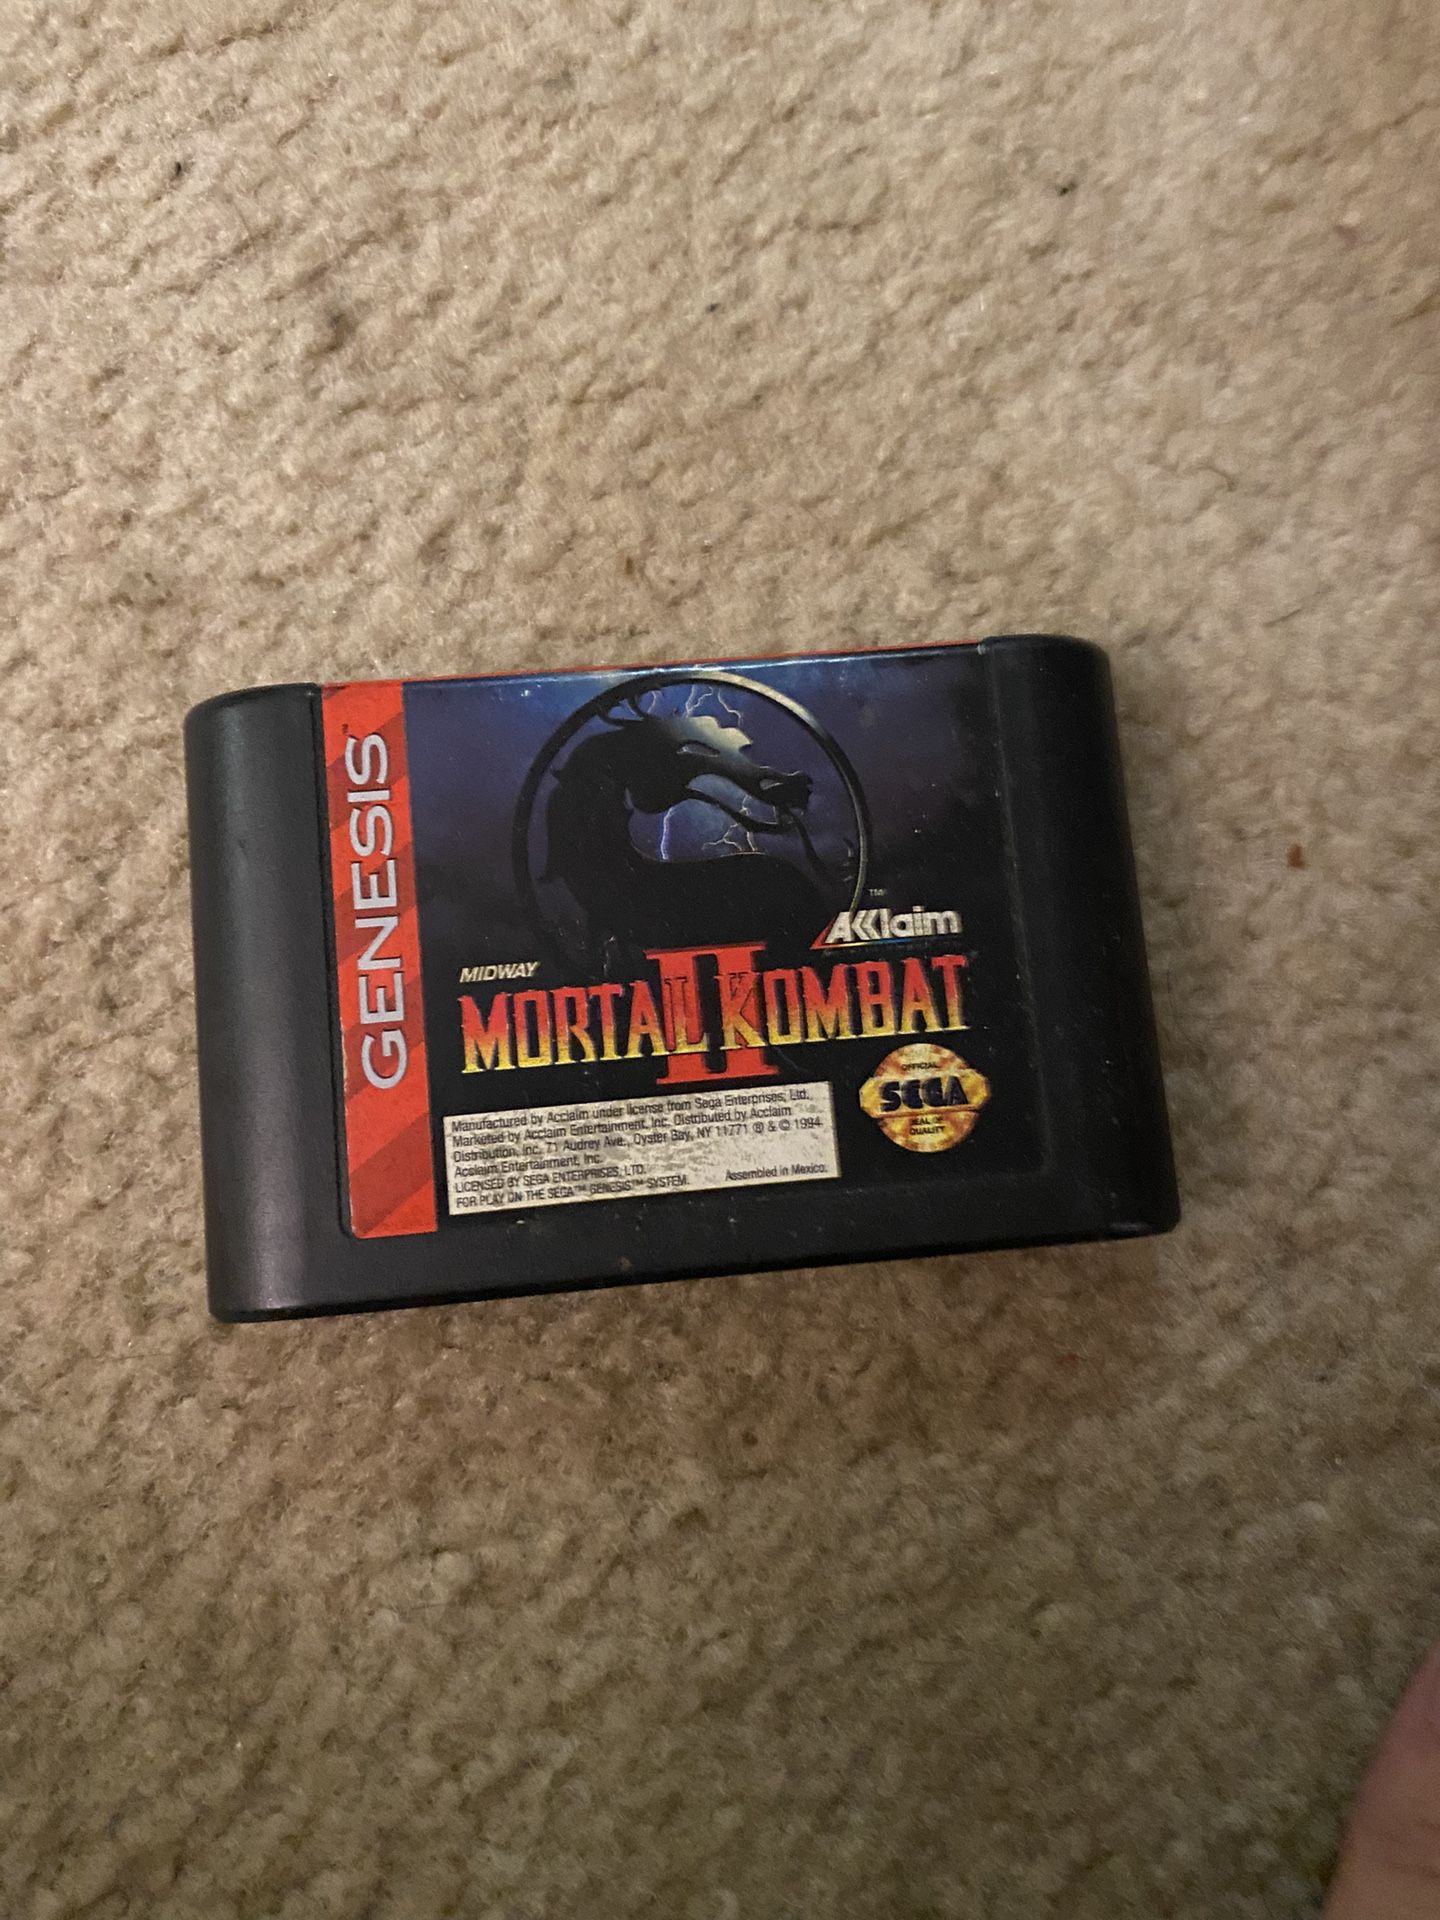 GENESIS™
™
AKKlaim
MIDWAY
MORTAL KOMBAT
II
Manufactured by Acclaim under license from Sega Enterprises, Ltd.
Marketed by Acclaim Entertainment, Inc. Distributed by Acclaim
Distribution, Inc. 71 Audrey Ave., Oyster Bay, NY 11771 ® & © 1994
Acclaim Entertainment, Inc.
LICENSED BY SEGA ENTERPRISES, LTD.
FOR PLAY ON THE SEGA™ GENESIS™ SYSTEM.
Assembled in Mexico.
OFFICIAL
SEGA
SEAL OF
QUALITY